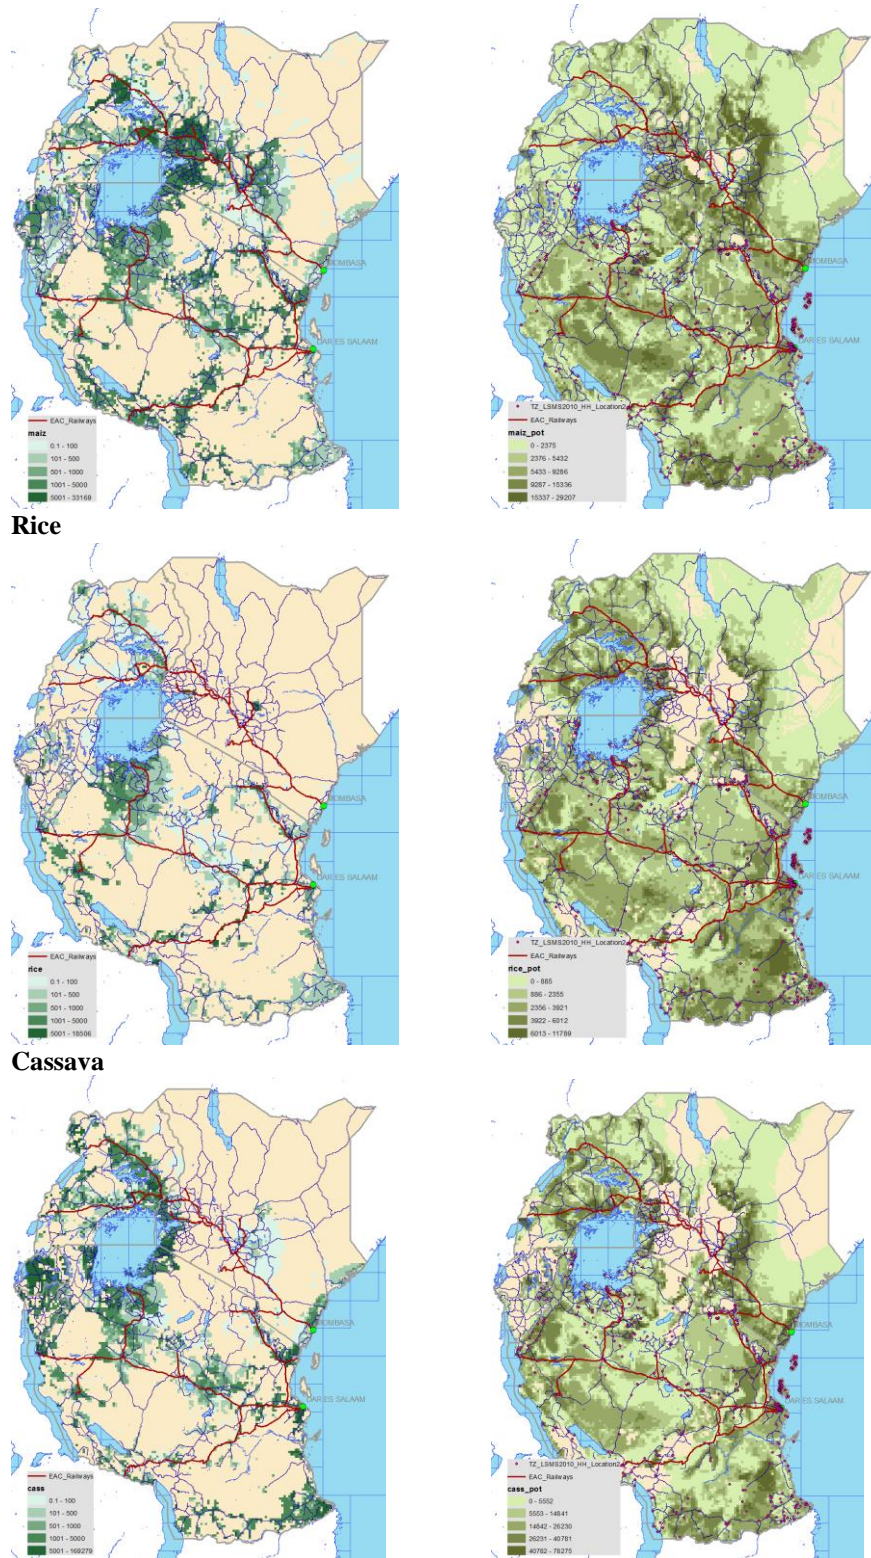 MOMBASA
DAR ES SALAAM
EAC_Railways
maiz
0.1 - 100
101 - 500
501 - 1000
1001 - 5000
5001 - 33169
MOMBASA
DAR ES SALAAM
TZ_LSMS2010_HH_Location2
EAC_Railways
maiz_pot
0 - 2375
2376 - 5432
5433 - 9286
9287 - 15336
15337 - 29207
Rice
MOMBASA
DAR ES SALAAM
EAC_Railways
rice
0.1 - 100
101 - 500
501 - 1000
1001 - 5000
5001 - 18506
MOMBASA
DAR ES SALAAM
TZ_LSMS2010_HH_Location2
EAC_Railways
rice_pot
0 - 885
886 - 2355
2356 - 3921
3922 - 6012
6013 - 11789
Cassava
MOMBASA
DAR ES SALAAM
EAC_Railways
cass
0.1 - 100
101 - 500
501 - 1000
1001 - 5000
5001 - 169279
MOMBASA
DAR ES SALAAM
TZ_LSMS2010_HH_Location2
EAC_Railways
cass_pot
0 - 5552
5553 - 14841
14842 - 26230
26231 - 40781
40782 - 78275